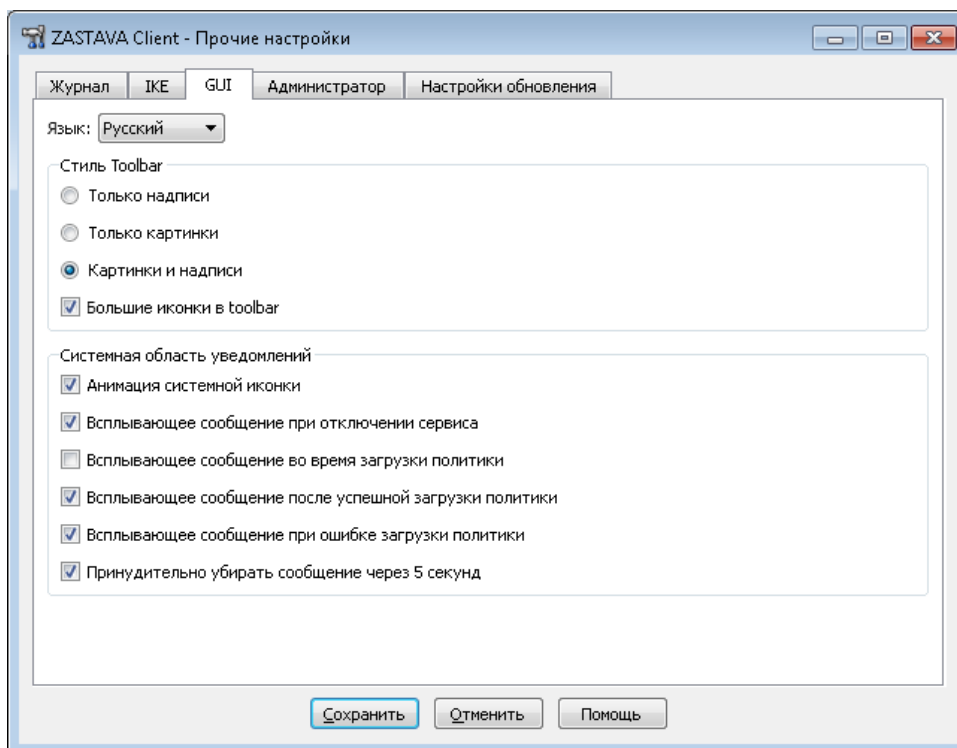 ZASTAVA Client - Прочие настройки
Журнал IKE GUI Администратор Настройки обновления
Язык: Русский
Стиль Toolbar
Только надписи
Только картинки
Картинки и надписи
Большие иконки в toolbar
Системная область уведомлений
Анимация системной иконки
Всплывающее сообщение при отключении сервиса
Всплывающее сообщение во время загрузки политики
Всплывающее сообщение после успешной загрузки политики
Всплывающее сообщение при ошибке загрузки политики
Принудительно убирать сообщение через 5 секунд
Сохранить Отменить Помощь